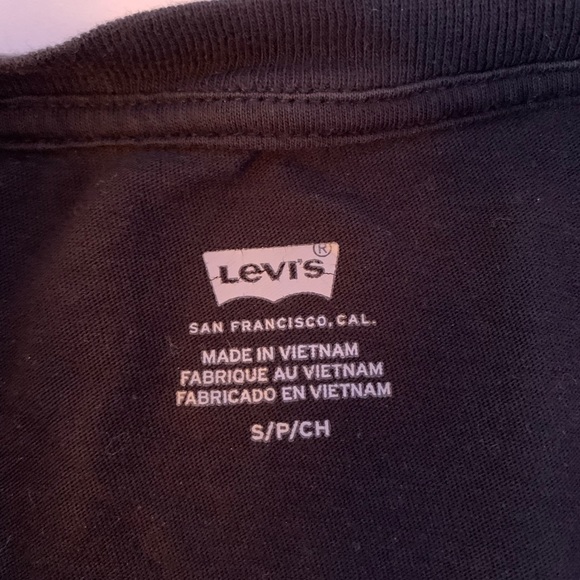 Levi's®
SAN FRANCISCO, CAL.
MADE IN VIETNAM
FABRIQUE AU VIETNAM
FABRICADO EN VIETNAM
S/P/CH